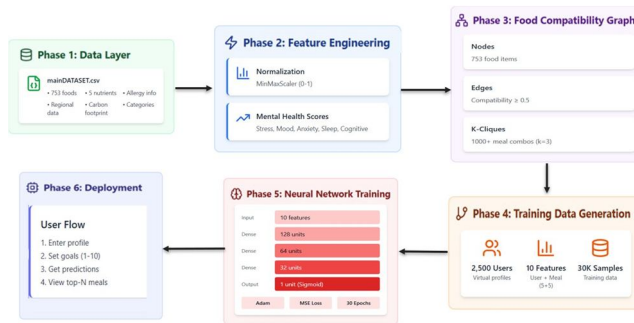 Phase 1: Data Layer
mainDATASET.csv
• 753 foods • 5 nutrients • Allergy info
• Regional data • Carbon footprint • Categories
Phase 2: Feature Engineering
Normalization
MinMaxScaler (0-1)
Mental Health Scores
Stress, Mood, Anxiety, Sleep, Cognitive
Phase 3: Food Compatibility Graph
Nodes
753 food items
Edges
Compatibility ≥ 0.5
K-Cliques
1000+ meal combos (k=3)
Phase 4: Training Data Generation
2,500 Users
Virtual profiles
10 Features
User + Meal
(5+5)
30K Samples
Training data
Phase 5: Neural Network Training
Input 10 features
Dense 128 units
Dense 64 units
Dense 32 units
Output 1 unit (Sigmoid)
Adam MSE Loss 30 Epochs
Phase 6: Deployment
User Flow
1. Enter profile
2. Set goals (1-10)
3. Get predictions
4. View top-N meals